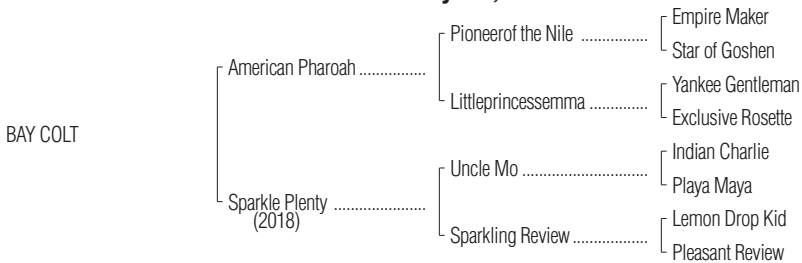 Empire Maker
Pioneerof the Nile ................
Star of Goshen
American Pharoah ................
Yankee Gentleman
Littleprincessemma ..............
Exclusive Rosette
BAY COLT
Indian Charlie
Uncle Mo .............................
Playa Maya
Sparkle Plenty ......................
(2018)
Lemon Drop Kid
Sparkling Review.................
Pleasant Review